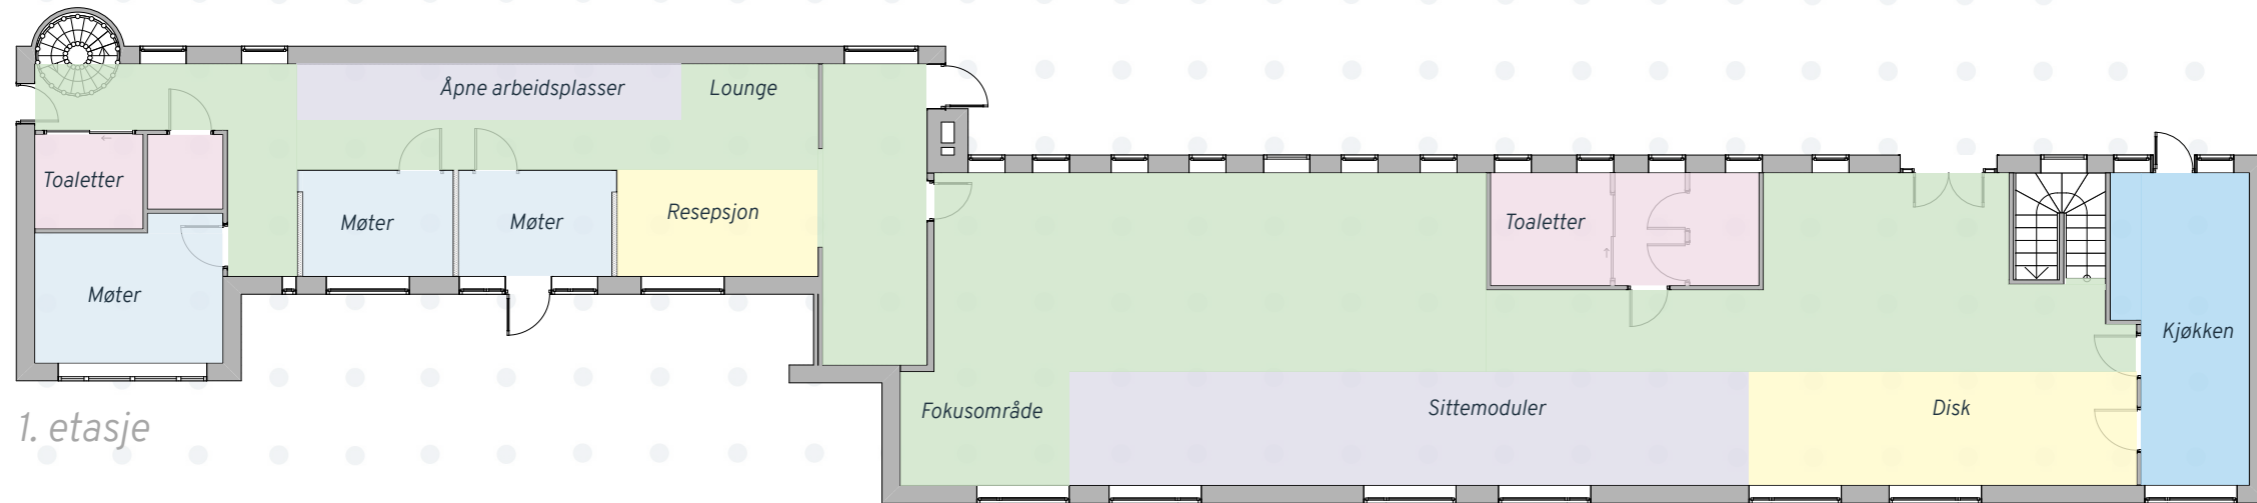 Åpne arbeidsplasser
Lounge
Toaletter
Møter
Møter
Resepsjon
Toaletter
Møter
Kjøkken
Fokusområde
Sittemoduler
Disk
1. etasje